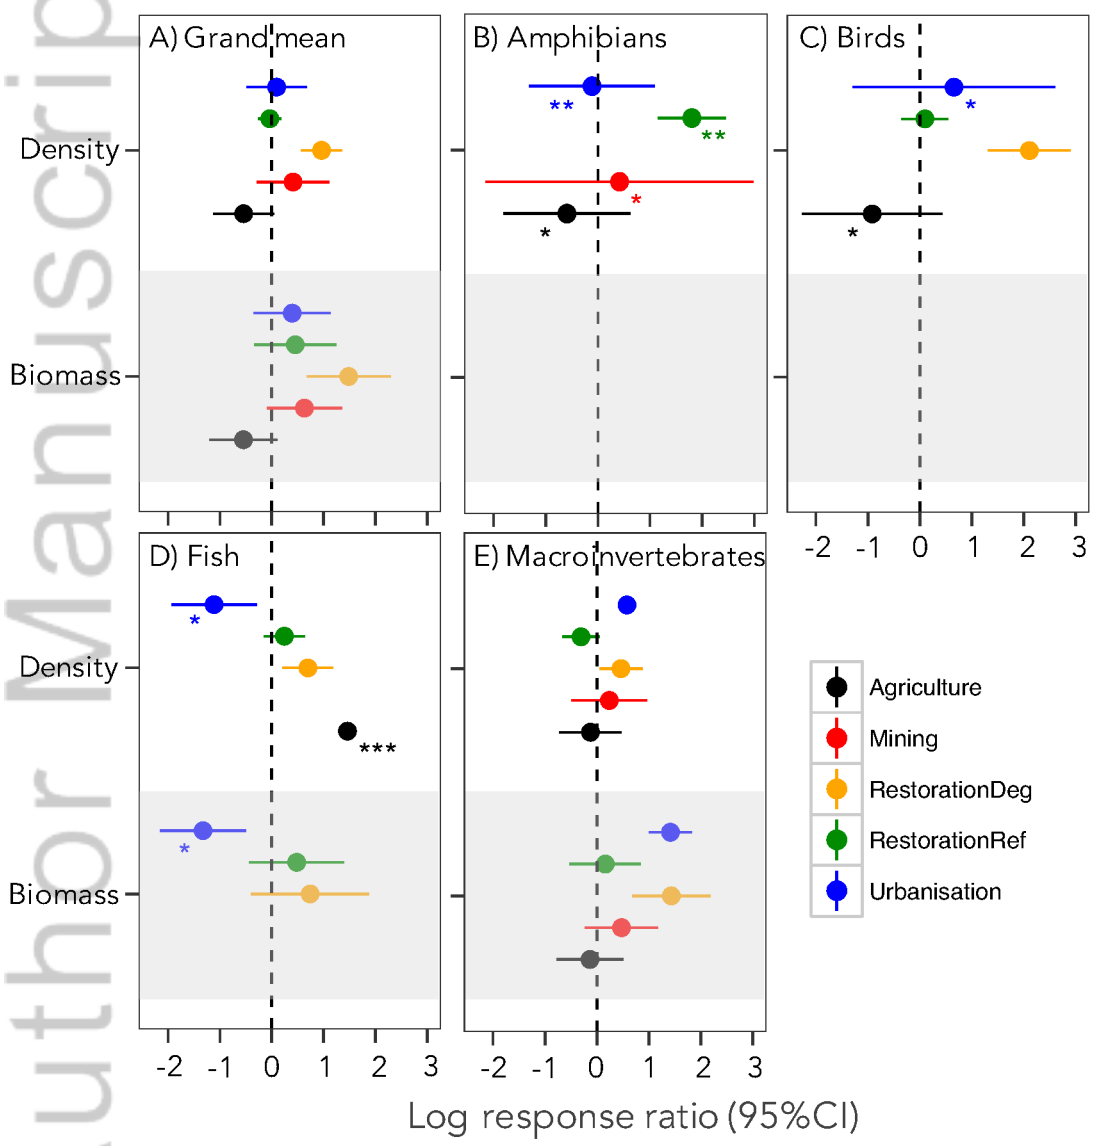 A) Grand mean
B) Amphibians
C) Birds
**
*
**
Density
*
*
*
Biomass
-2 -1 0 1 2 3
D) Fish
E) Macroinvertebrates
*
Density
***
Agriculture
Mining
RestorationDeg
RestorationRef
Urbanisation
*
Biomass
-2 -1 0 1 2 3
-2 -1 0 1 2 3
Log response ratio (95%CI)
uthor Manuscrip